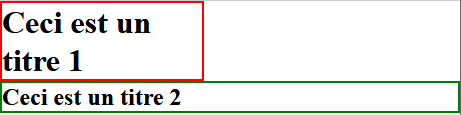 Ceci est un
titre 1
Ceci est un titre 2